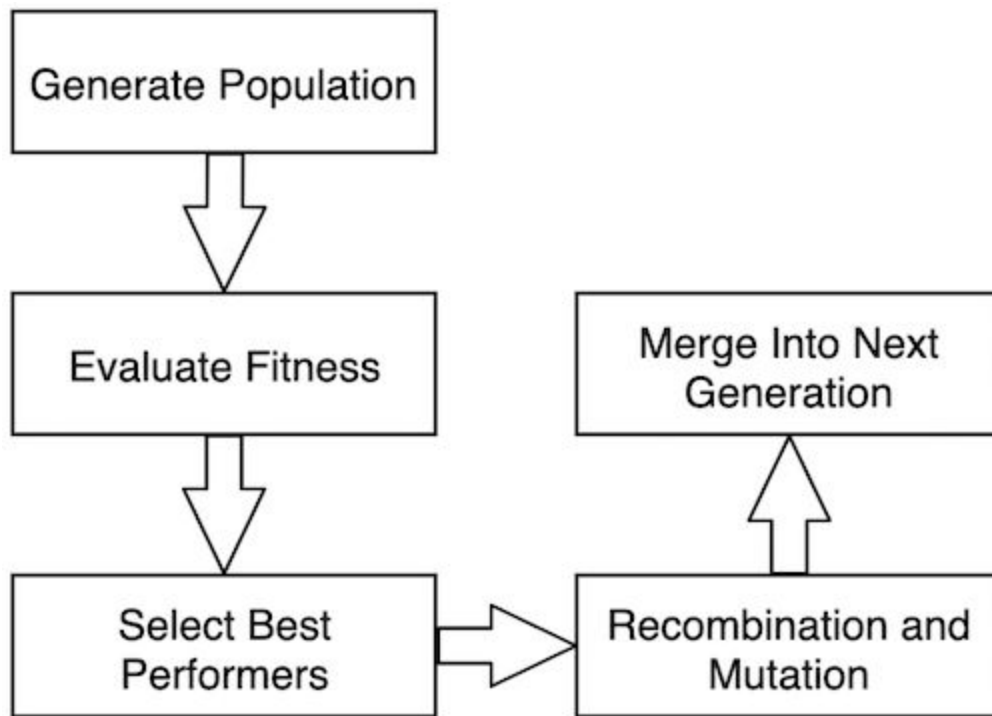 Generate Population
Evaluate Fitness
Select Best
Performers
Recombination and
Mutation
Merge Into Next
Generation